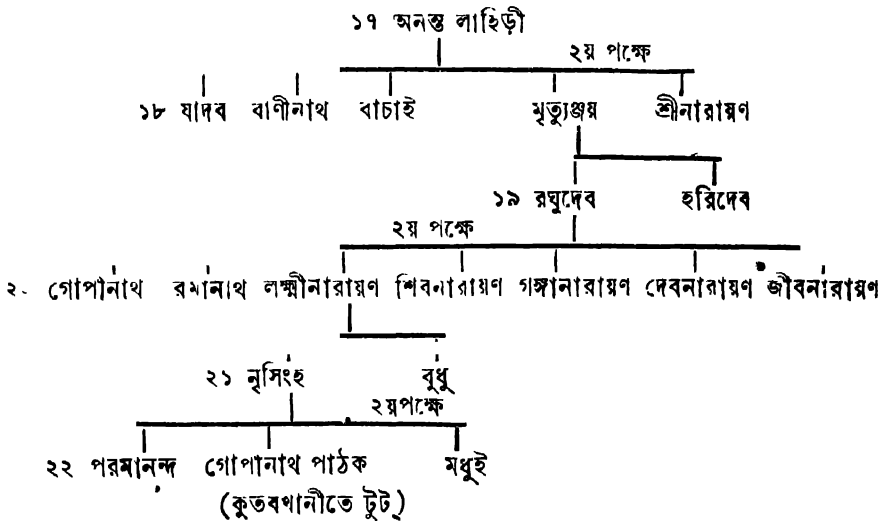 ১৭ অনন্ত লাহিড়ী
২য় পক্ষে
১৮ যাদব বাণীনাথ বাচাই মৃত্যুঞ্জয় শ্রীনারায়ণ
১৯ রঘুদেব হরিদেব
২য় পক্ষে
২০ গোপীনাথ রমানাথ লক্ষ্মীনারায়ণ শিবনারায়ণ গঙ্গানারায়ণ দেবনারায়ণ জীবনারায়ণ
২১ নৃসিংহ বুধু
২য়পক্ষে
২২ পরমানন্দ গোপীনাথ পাঠক মধুই
(কুতবখানীতে টুট)